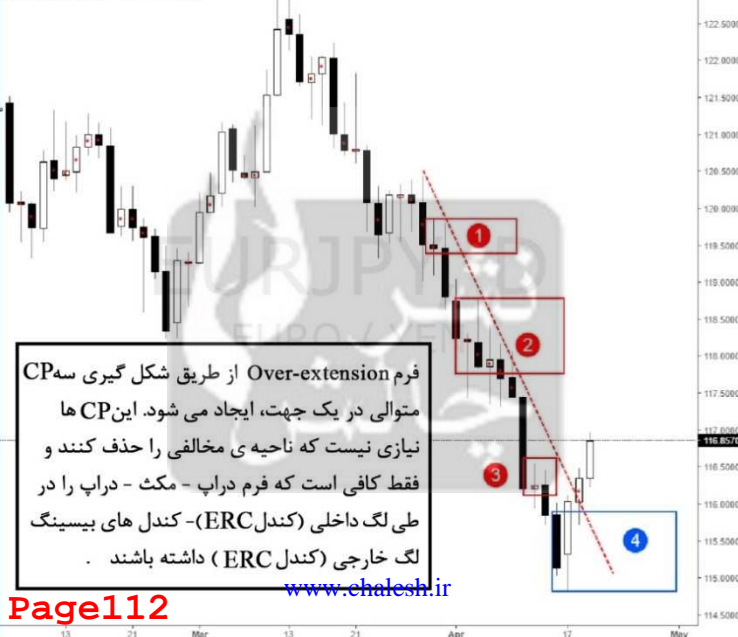 122.5000
122.0000
121.5000
121.0000
120.5000
120.0000
119.5000
119.0000
118.5000
118.0000
117.5000
117.0000
116.8570
116.5000
116.0000
115.5000
115.0000
114.5000
EURJPY, D
EURO / YEN
چالش
1
2
3
4
فرم Over-extension از طریق شکل گیری سه CP
متوالی در یک جهت، ایجاد می شود. این CP ها
نیازی نیست که ناحیه ی مخالفی را حذف کنند و
فقط کافی است که فرم دراپ - مکث - دراپ را در
طی لگ داخلی (کندل ERC)- کندل های بیسینگ
لگ خارجی (کندل ERC ) داشته باشند .
www.chalesh.ir
Page112
13 21 Mar 13 21 Apr 17 May